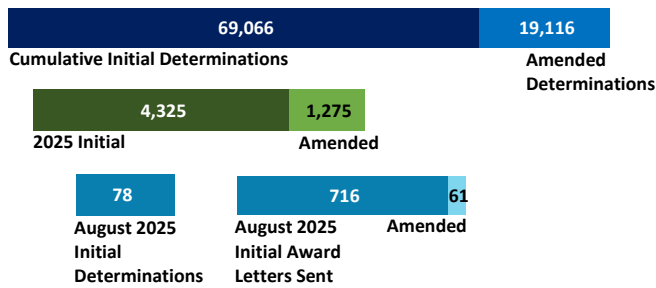 69,066 19,116
Cumulative Initial Determinations Amended
Determinations
4,325 1,275
2025 Initial Amended
78 716 61
August 2025 August 2025 Amended
Initial Initial Award
Determinations Letters Sent